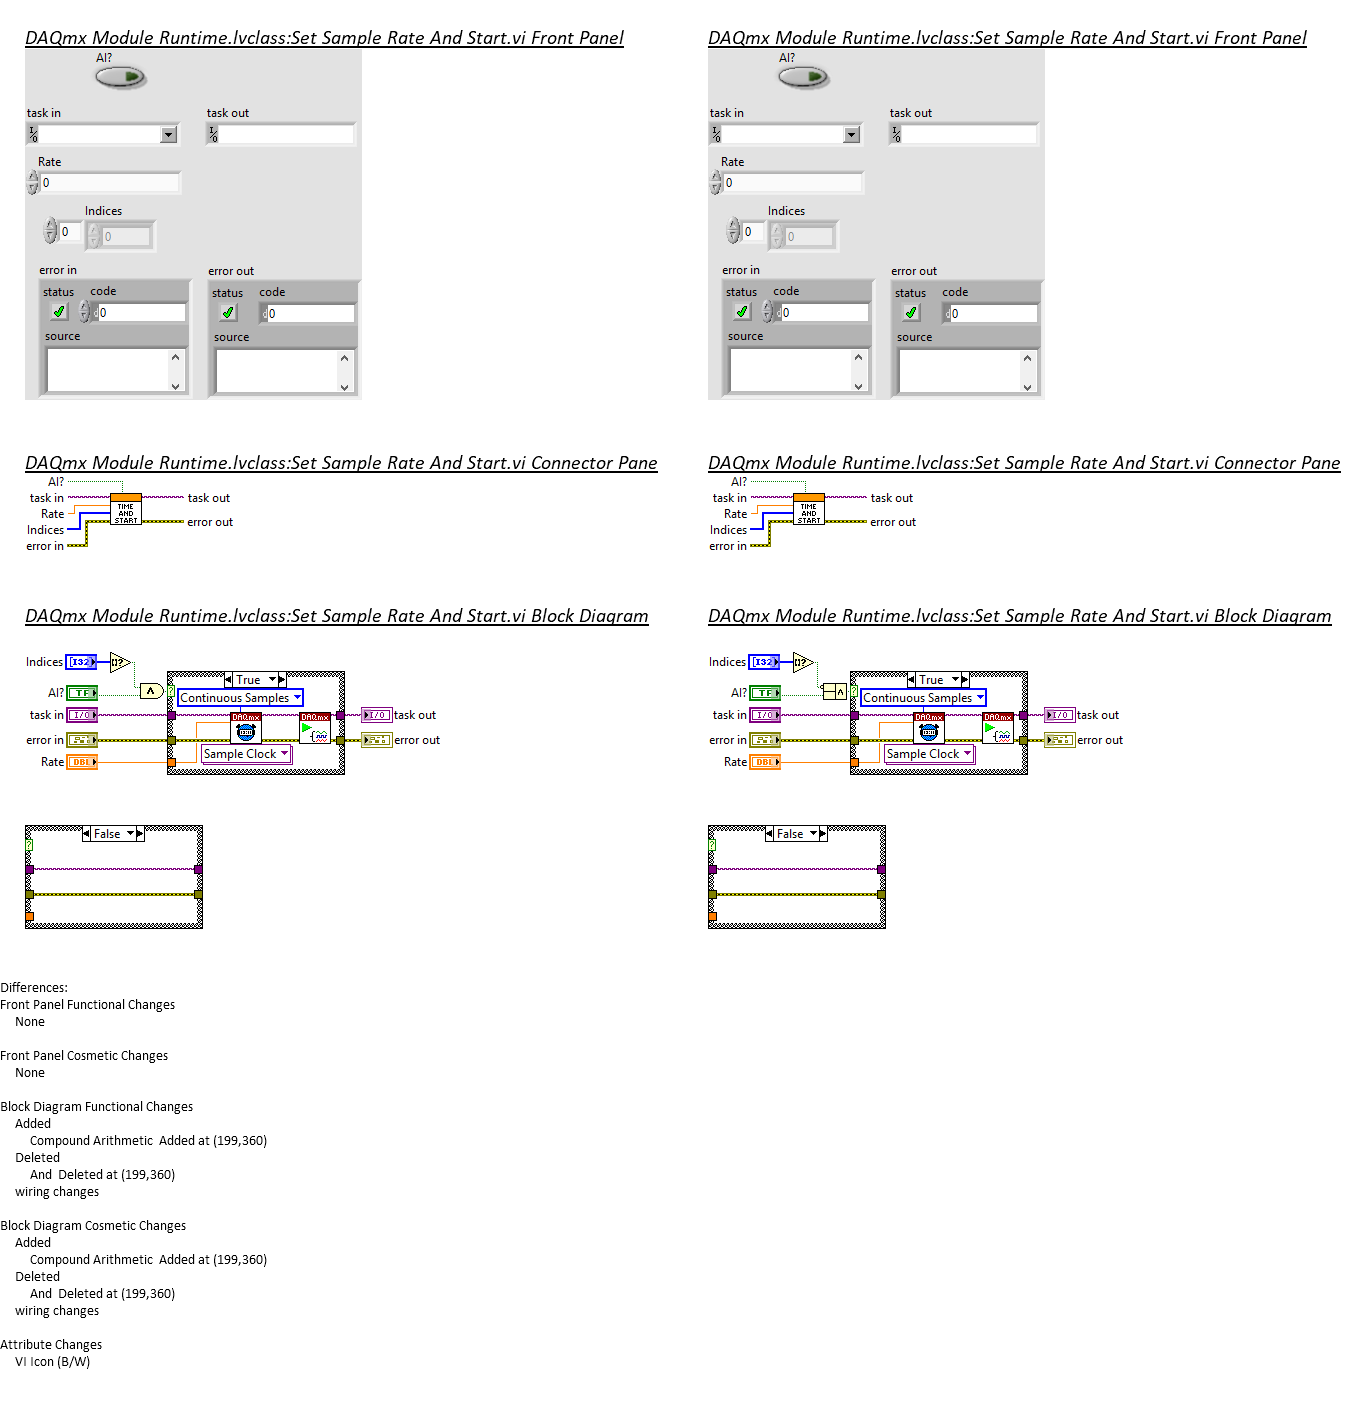 DAQmx Module Runtime.lvclass:Set Sample Rate And Start.vi Front Panel
AI?
task in
task out
I/O
I/O
Rate
0
Indices
0
0
error in
error out
status
code
status
code
d0
d0
source
source
DAQmx Module Runtime.lvclass:Set Sample Rate And Start.vi Front Panel
AI?
task in
task out
I/O
I/O
Rate
0
Indices
0
0
error in
error out
status
code
status
code
d0
d0
source
source
DAQmx Module Runtime.lvclass:Set Sample Rate And Start.vi Connector Pane
AI?
task in
task out
Rate
TIME
AND
START
Indices
error out
error in
DAQmx Module Runtime.lvclass:Set Sample Rate And Start.vi Connector Pane
AI?
task in
task out
Rate
TIME
AND
START
Indices
error out
error in
DAQmx Module Runtime.lvclass:Set Sample Rate And Start.vi Block Diagram
Indices
[I32]
[]?
True
AI?
TF
∧
?
Continuous Samples
task in
I/O
DAQmx
DAQmx
I/O
task out
error in
error out
Sample Clock
Rate
DBL
False
?
DAQmx Module Runtime.lvclass:Set Sample Rate And Start.vi Block Diagram
Indices
[I32]
[]?
True
AI?
TF
∧
?
Continuous Samples
task in
I/O
DAQmx
DAQmx
I/O
task out
error in
error out
Sample Clock
Rate
DBL
False
?
Differences:
Front Panel Functional Changes
None
Front Panel Cosmetic Changes
None
Block Diagram Functional Changes
Added
Compound Arithmetic  Added at (199,360)
Deleted
And  Deleted at (199,360)
wiring changes
Block Diagram Cosmetic Changes
Added
Compound Arithmetic  Added at (199,360)
Deleted
And  Deleted at (199,360)
wiring changes
Attribute Changes
VI Icon (B/W)